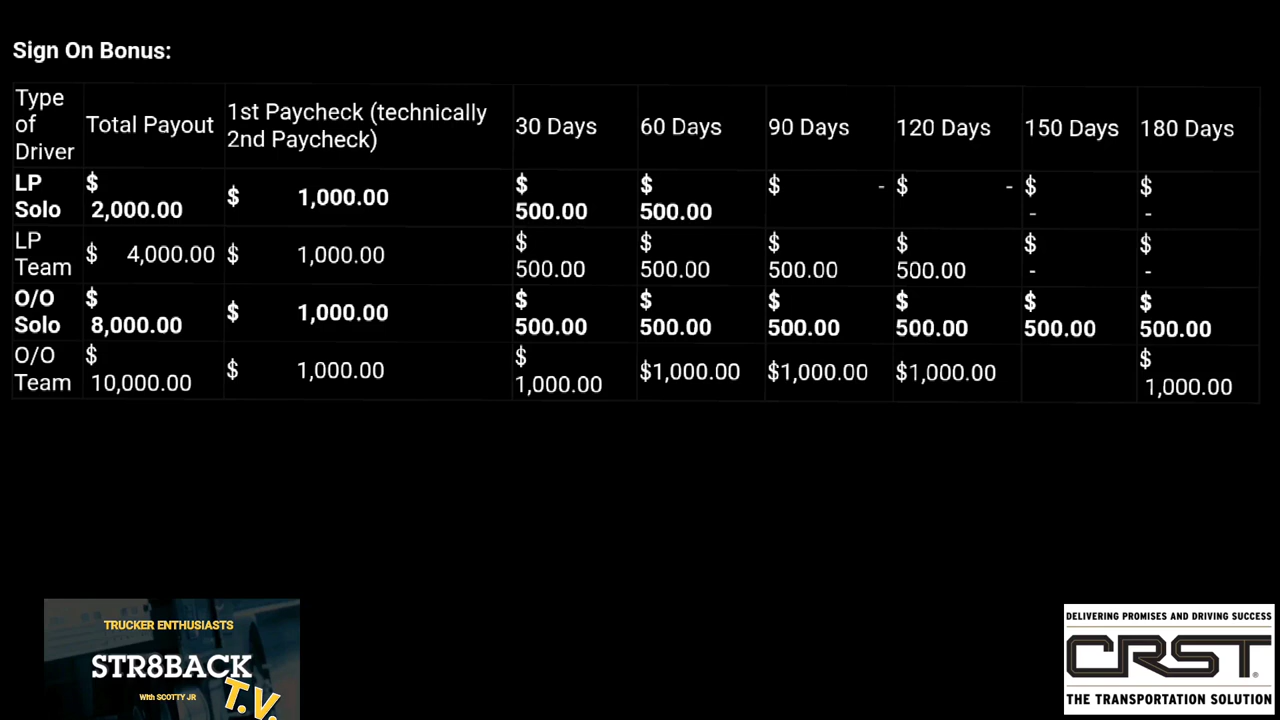 Sign On Bonus:
Type of Driver | Total Payout | 1st Paycheck (technically 2nd Paycheck) | 30 Days | 60 Days | 90 Days | 120 Days | 150 Days | 180 Days
LP Solo | $ 2,000.00 | $ 1,000.00 | $ 500.00 | $ 500.00 | $ - | $ - | $ - | $ -
LP Team | $ 4,000.00 | $ 1,000.00 | $ 500.00 | $ 500.00 | $ 500.00 | $ 500.00 | $ - | $ -
O/O Solo | $ 8,000.00 | $ 1,000.00 | $ 500.00 | $ 500.00 | $ 500.00 | $ 500.00 | $ 500.00 | $ 500.00
O/O Team | $ 10,000.00 | $ 1,000.00 | $ 1,000.00 | $1,000.00 | $1,000.00 | $1,000.00 | | $ 1,000.00
TRUCKER ENTHUSIASTS
STR8BACK
T.V.
With SCOTTY JR
DELIVERING PROMISES AND DRIVING SUCCESS
CRST®
THE TRANSPORTATION SOLUTION